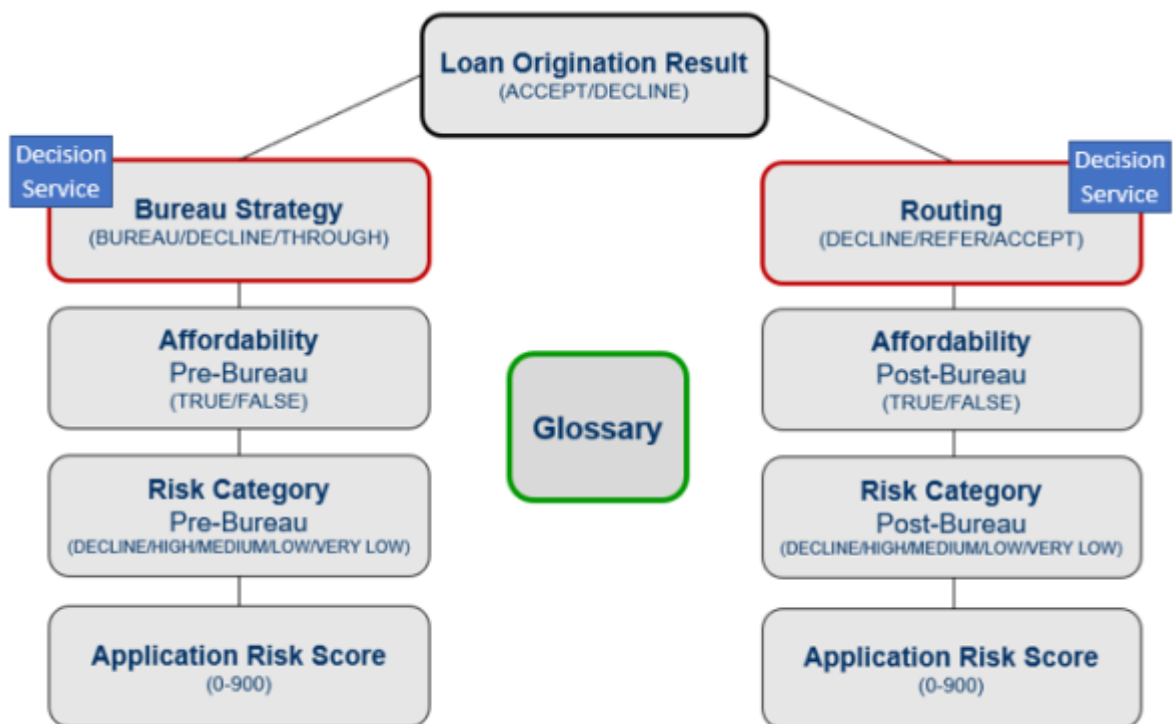 Loan Origination Result
(ACCEPT/DECLINE)
Decision
Service
Bureau Strategy
(BUREAU/DECLINE/THROUGH)
Decision
Service
Routing
(DECLINE/REFER/ACCEPT)
Affordability
Pre-Bureau
(TRUE/FALSE)
Affordability
Post-Bureau
(TRUE/FALSE)
Glossary
Risk Category
Pre-Bureau
(DECLINE/HIGH/MEDIUM/LOW/VERY LOW)
Risk Category
Post-Bureau
(DECLINE/HIGH/MEDIUM/LOW/VERY LOW)
Application Risk Score
(0-900)
Application Risk Score
(0-900)